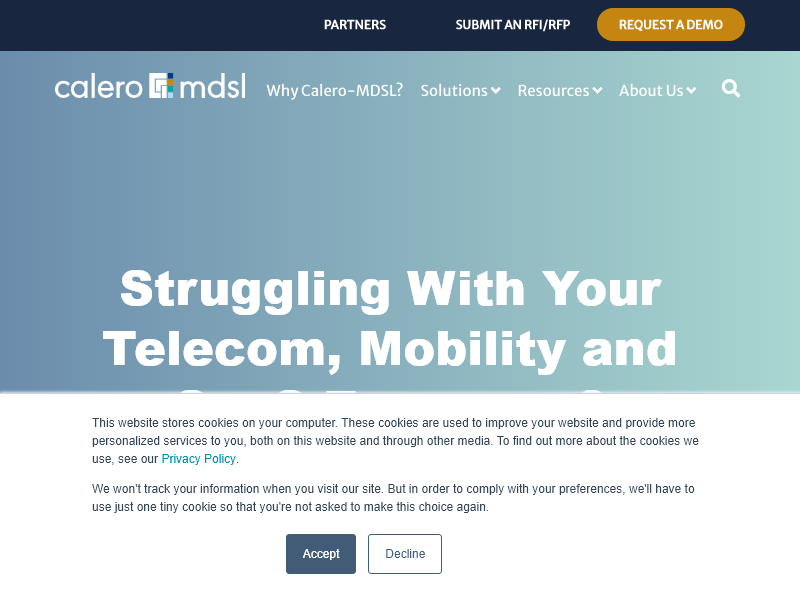 PARTNERS SUBMIT AN RFI/RFP REQUEST A DEMO
calero mdsl Why Calero-MDSL? Solutions Resources About Us
Struggling With Your
Telecom, Mobility and
This website stores cookies on your computer. These cookies are used to improve your website and provide more
personalized services to you, both on this website and through other media. To find out more about the cookies we
use, see our Privacy Policy.
We won't track your information when you visit our site. But in order to comply with your preferences, we'll have to
use just one tiny cookie so that you're not asked to make this choice again.
Accept Decline